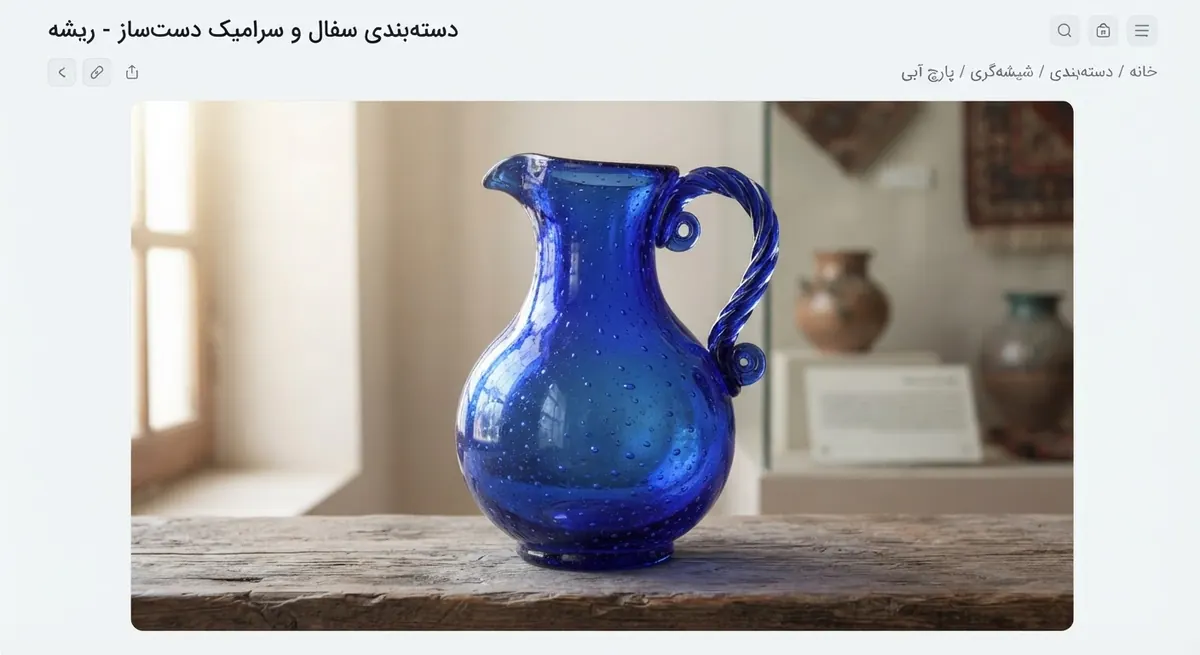 دسته‌بندی سفال و سرامیک دست‌ساز - ریشه
خانه / دسته‌بندی / شیشه‌گری / پارچ آبی